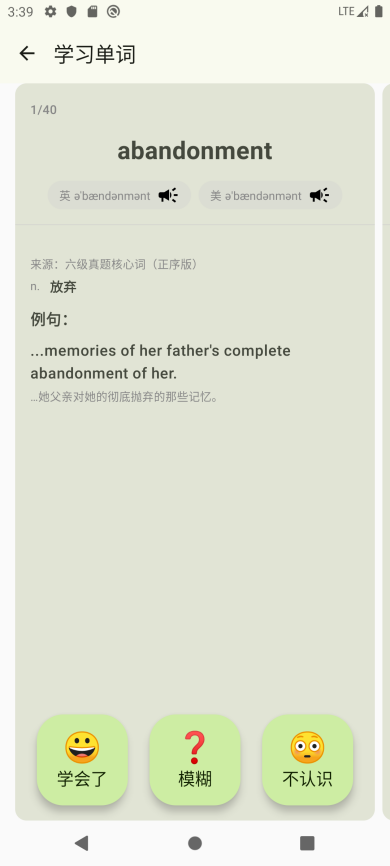 3:39
LTE
学习单词
1/40
abandonment
英 ə'bændənmənt
美 ə'bændənmənt
来源：六级真题核心词（正序版）
n. 放弃
例句：
...memories of her father's complete
abandonment of her.
...她父亲对她的彻底抛弃的那些记忆。
学会了
模糊
不认识